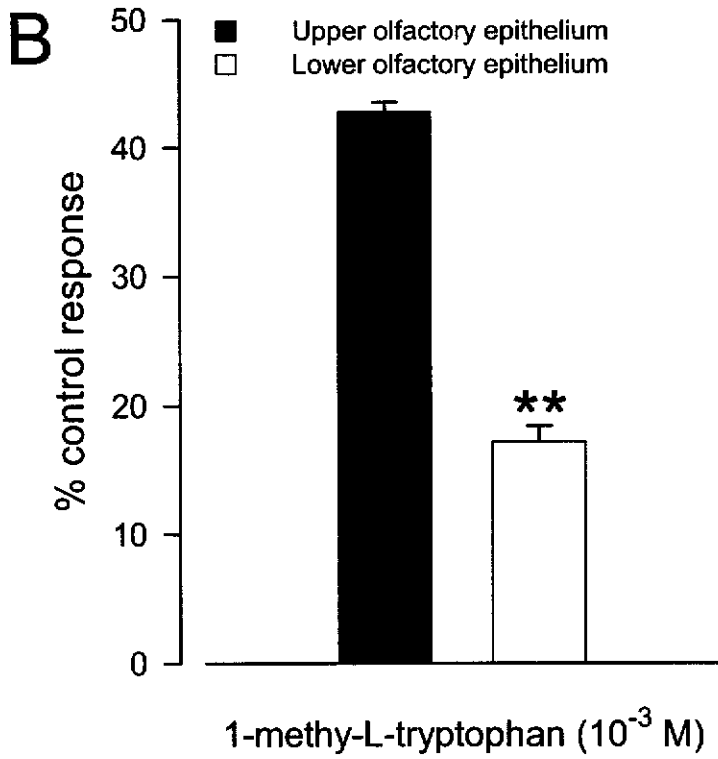 B
Upper olfactory epithelium
Lower olfactory epithelium
50
40
30
20
10
0
% control response
**
1-methy-L-tryptophan (10⁻³ M)